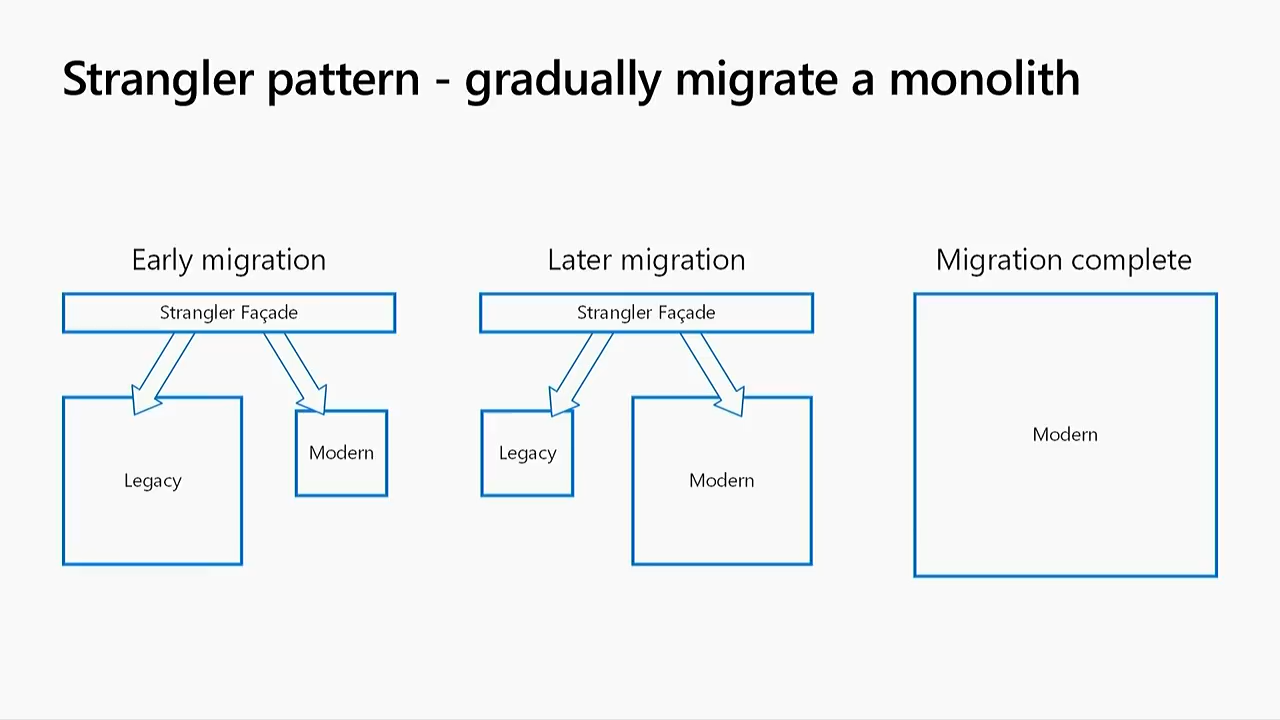 Strangler pattern - gradually migrate a monolith
Early migration
Strangler Façade
Legacy
Modern
Later migration
Strangler Façade
Legacy
Modern
Migration complete
Modern